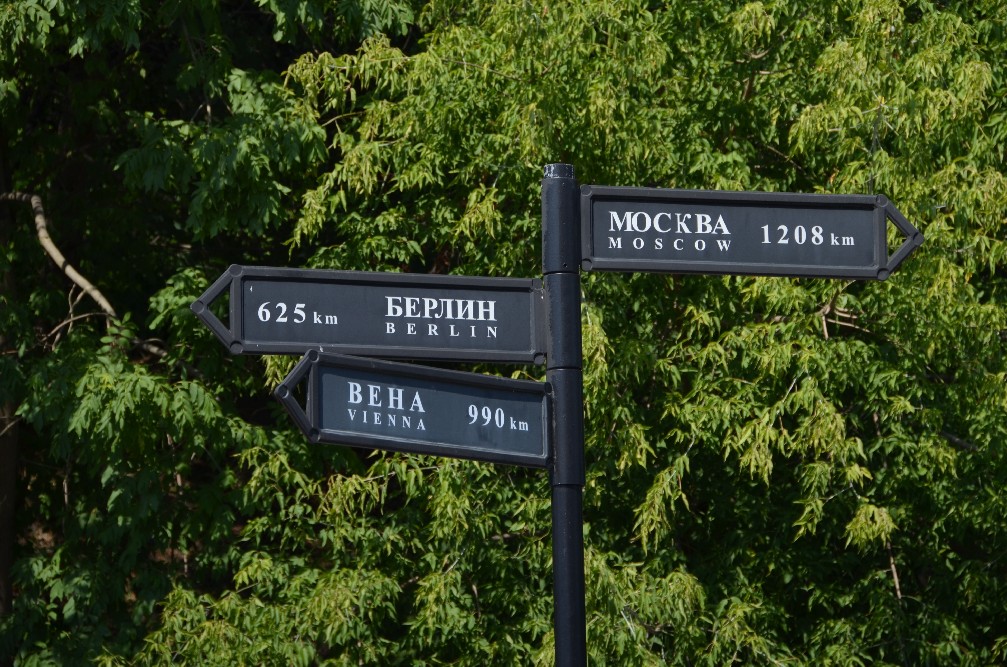 МОСКВА
MOSCOW
1208 km
625 km
БЕРЛИН
BERLIN
ВЕНА
VIENNA
990 km